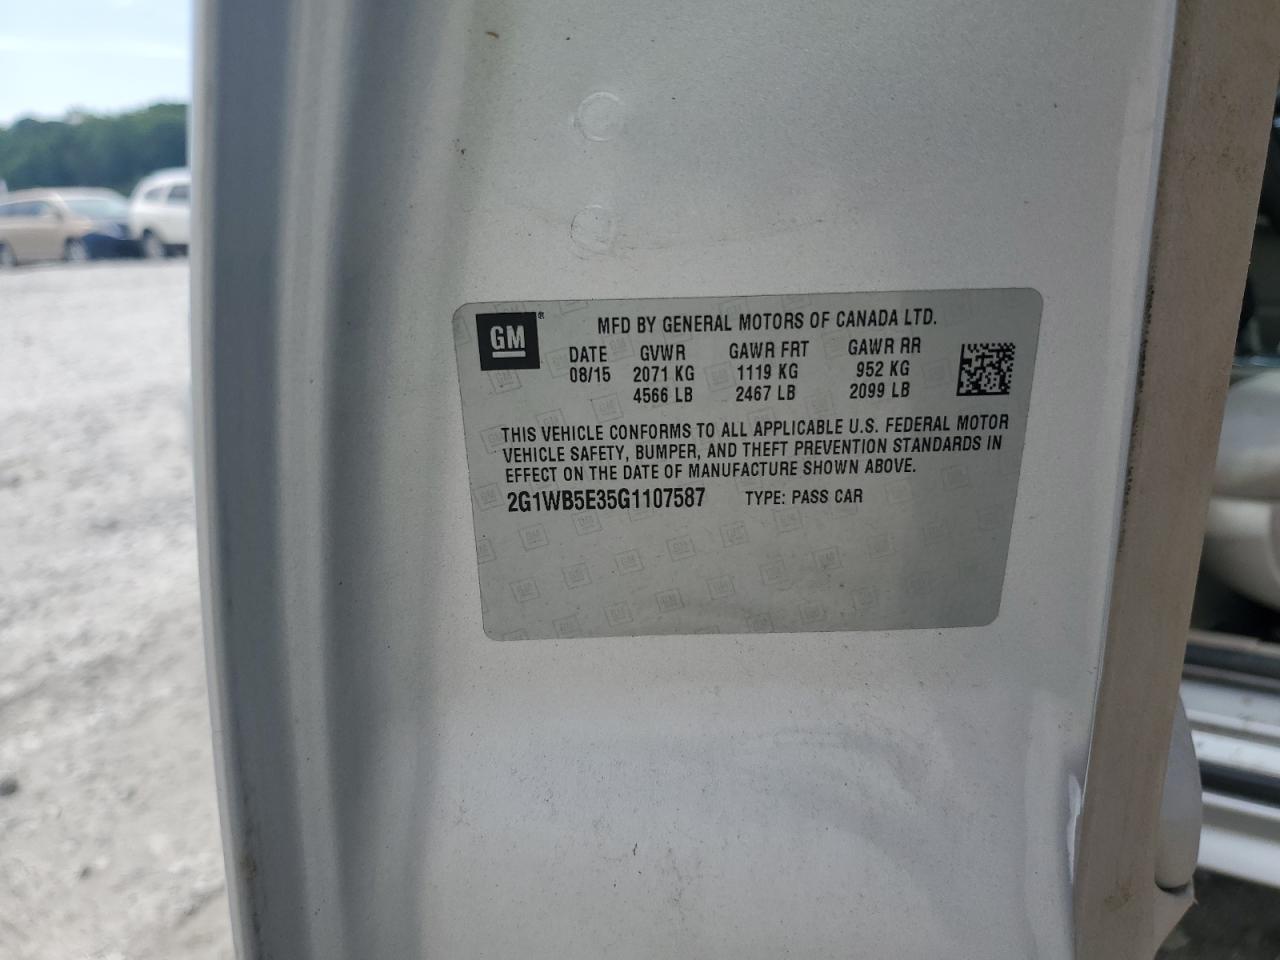 GM®
MFD BY GENERAL MOTORS OF CANADA LTD.
DATE GVWR GAWR FRT GAWR RR
08/15 2071 KG 1119 KG 952 KG
4566 LB 2467 LB 2099 LB
THIS VEHICLE CONFORMS TO ALL APPLICABLE U.S. FEDERAL MOTOR
VEHICLE SAFETY, BUMPER, AND THEFT PREVENTION STANDARDS IN
EFFECT ON THE DATE OF MANUFACTURE SHOWN ABOVE.
2G1WB5E35G1107587 TYPE: PASS CAR